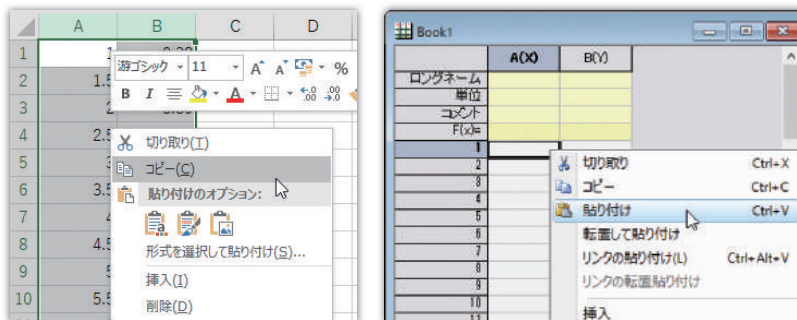 A B C D
1 1
2 1.5
3 2
4 2.5
5
6 3.5
7
8 4.5
9
10 5.5
游ゴシック 11 A A %
B I A
切り取り(T)
コピー(C)
貼り付けのオプション:
形式を選択して貼り付け(S)...
挿入(I)
削除(D)
Book1
A(X) B(Y)
ロングネーム
単位
コメント
F(x)=
1
2
3
4
5
6
7
8
9
10
11
切り取り Ctrl+X
コピー Ctrl+C
貼り付け Ctrl+V
転置して貼り付け
リンクの貼り付け(L) Ctrl+Alt+V
リンクの転置貼り付け
挿入